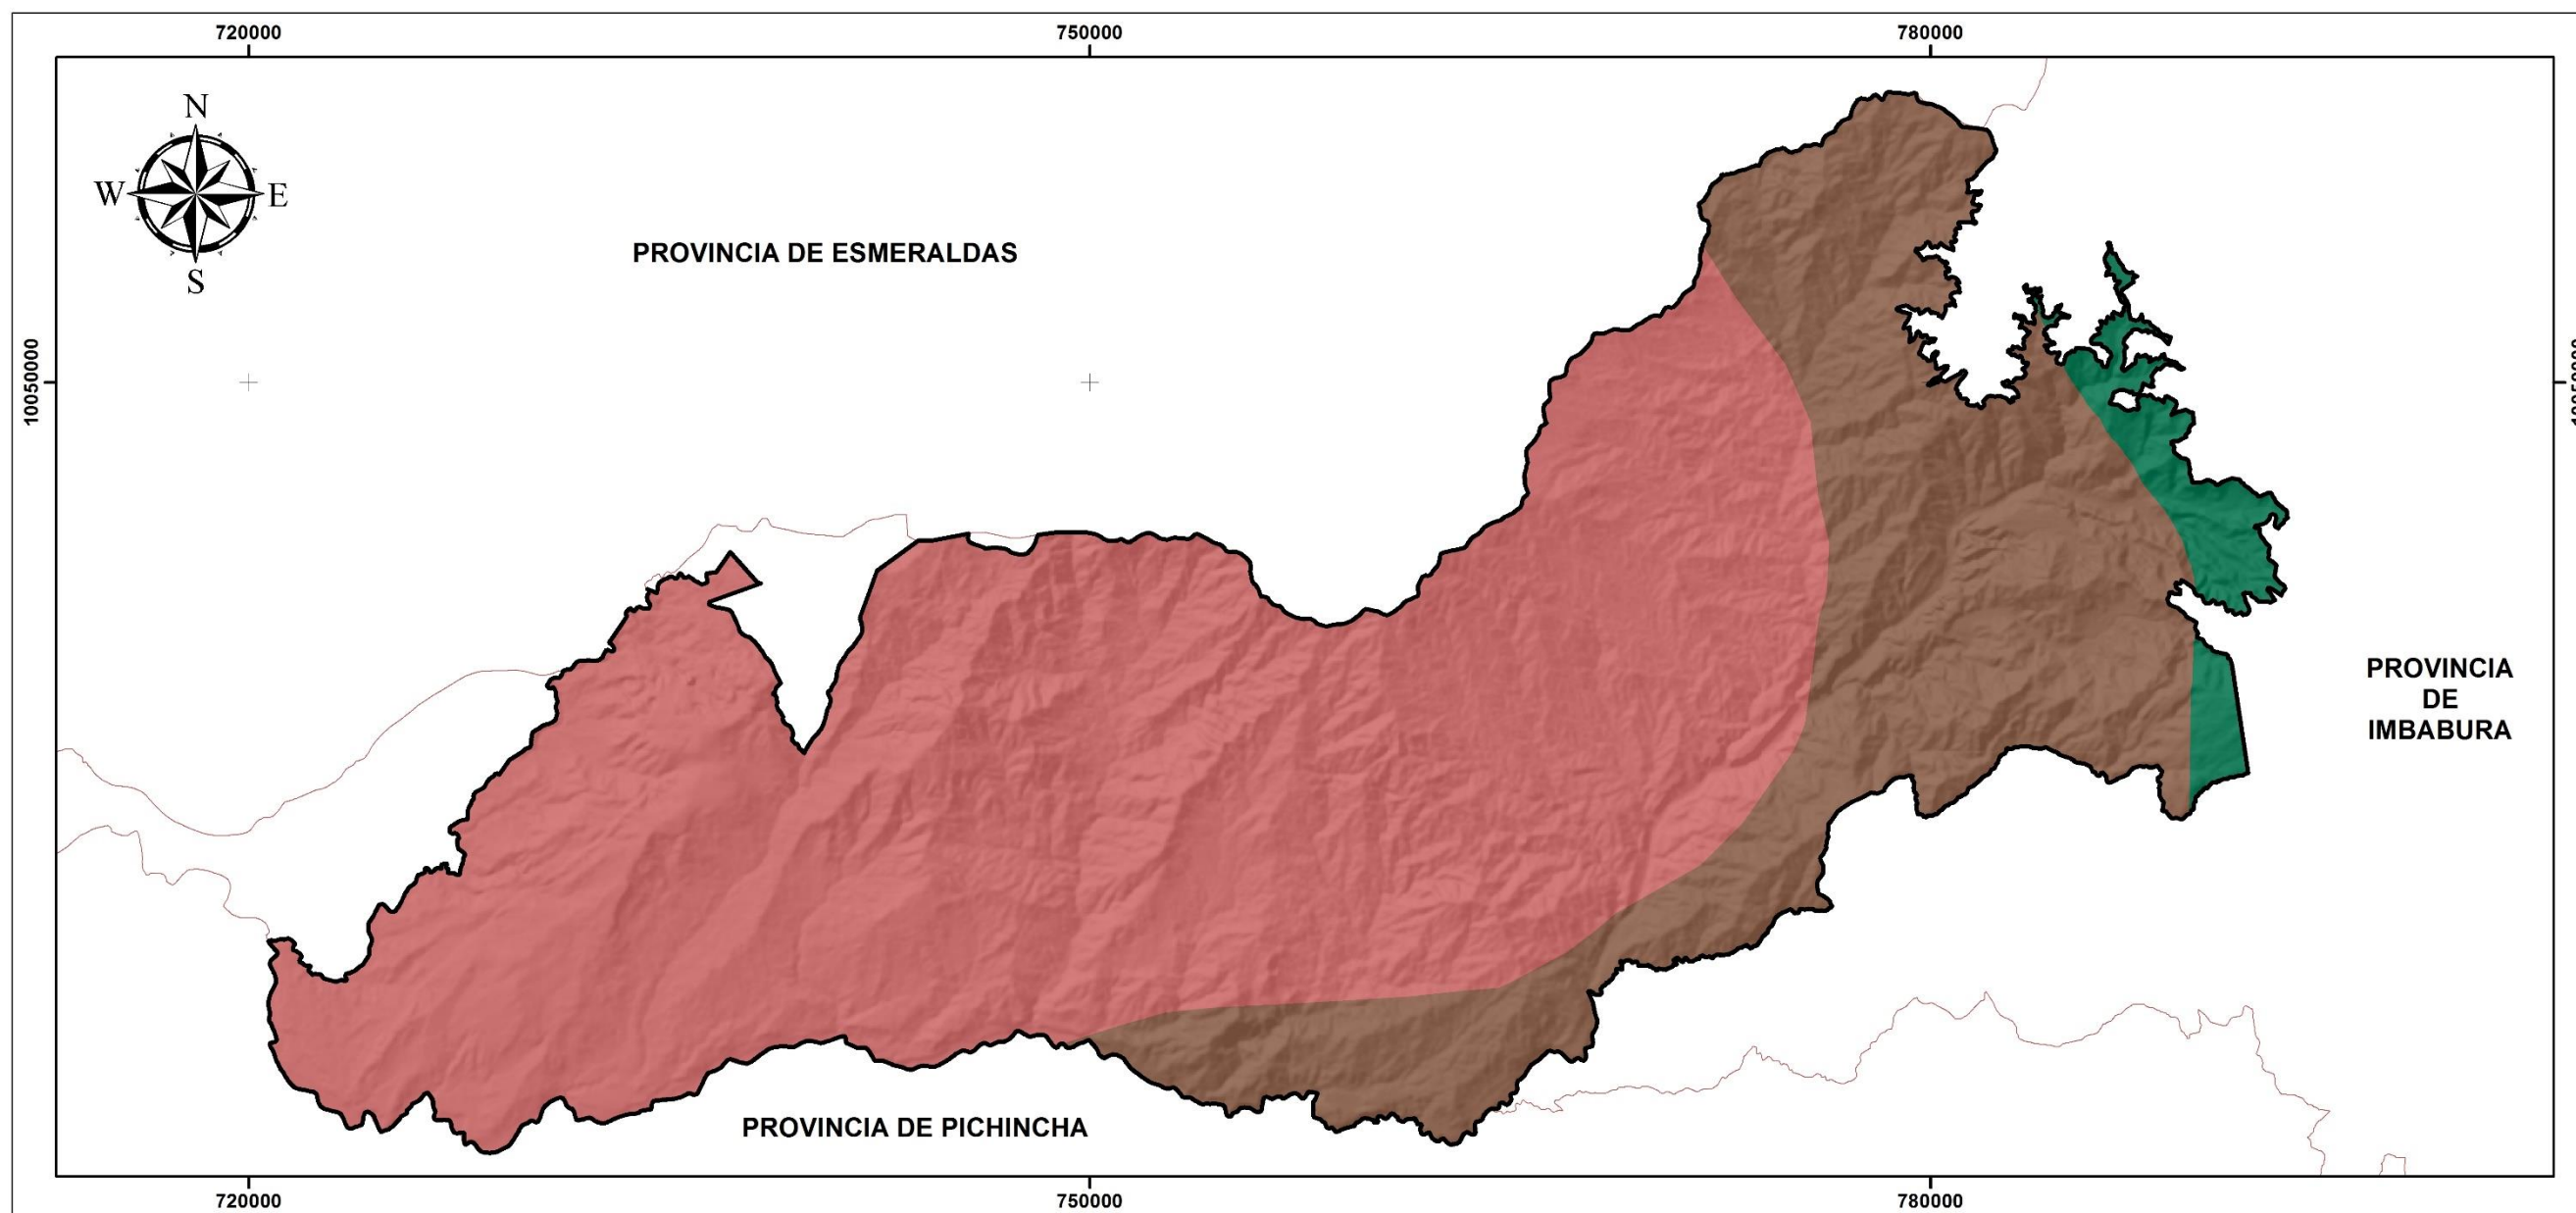 720000
750000
780000
N
W
E
S
PROVINCIA DE ESMERALDAS
10050000
PROVINCIA
DE
IMBABURA
PROVINCIA DE PICHINCHA
720000
750000
780000